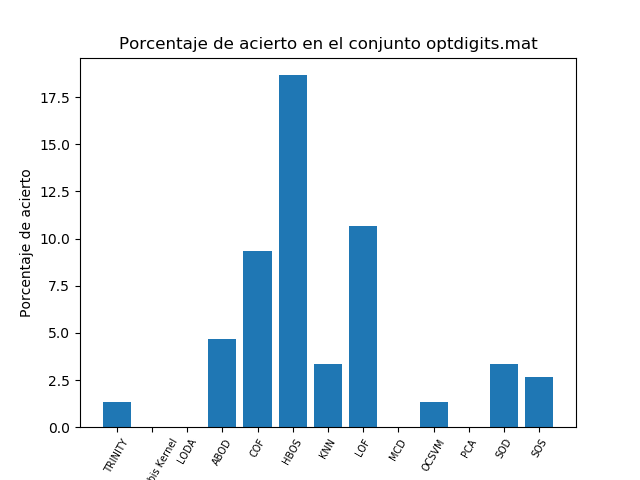 Porcentaje de acierto en el conjunto optdigits.mat
Porcentaje de acierto
17.5
15.0
12.5
10.0
7.5
5.0
2.5
0.0
TRINITY
Kernel
LODA
ABOD
COF
HBOS
KNN
LOF
MCD
OCSVM
PCA
SOD
SOS